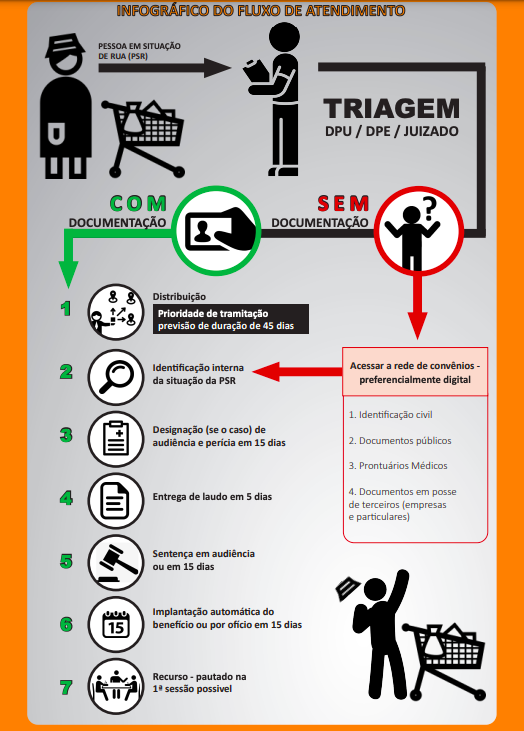 INFOGRÁFICO DO FLUXO DE ATENDIMENTO
PESSOA EM SITUAÇÃO
DE RUA (PSR)
TRIAGEM
DPU / DPE / JUIZADO
COM
DOCUMENTAÇÃO
SEM
DOCUMENTAÇÃO
?
1
Distribuição
Prioridade de tramitação
previsão de duração de 45 dias
2
Identificação interna
da situação da PSR
3
Designação (se o caso) de
audiência e perícia em 15 dias
4
Entrega de laudo em 5 dias
5
Sentença em audiência
ou em 15 dias
6
15
Implantação automática do
benefício ou por ofício em 15 dias
7
Recurso - pautado na
1ª sessão possivel
Acessar a rede de convênios -
preferencialmente digital
1. Identificação civil
2. Documentos públicos
3. Prontuários Médicos
4. Documentos em posse
de terceiros (empresas
e particulares)